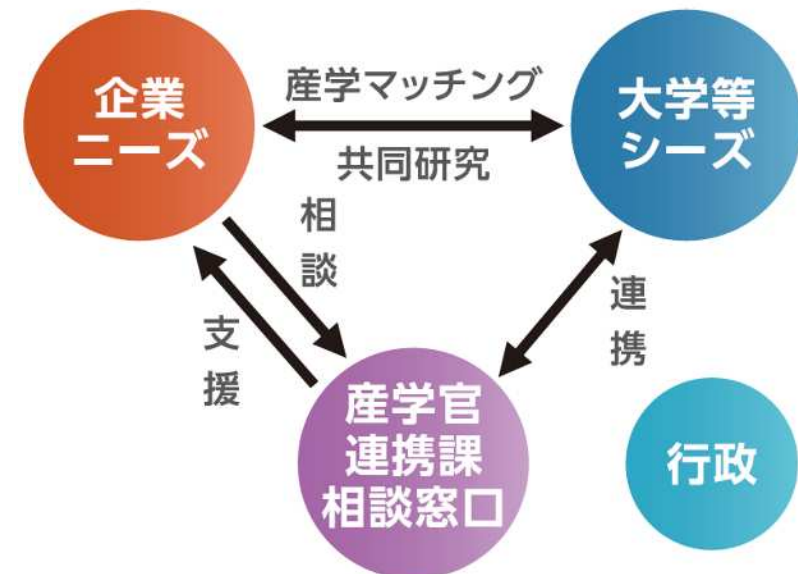 企業
ニーズ
産学マッチング
共同研究
大学等
シーズ
相談
支援
連携
産学官
連携課
相談窓口
行政